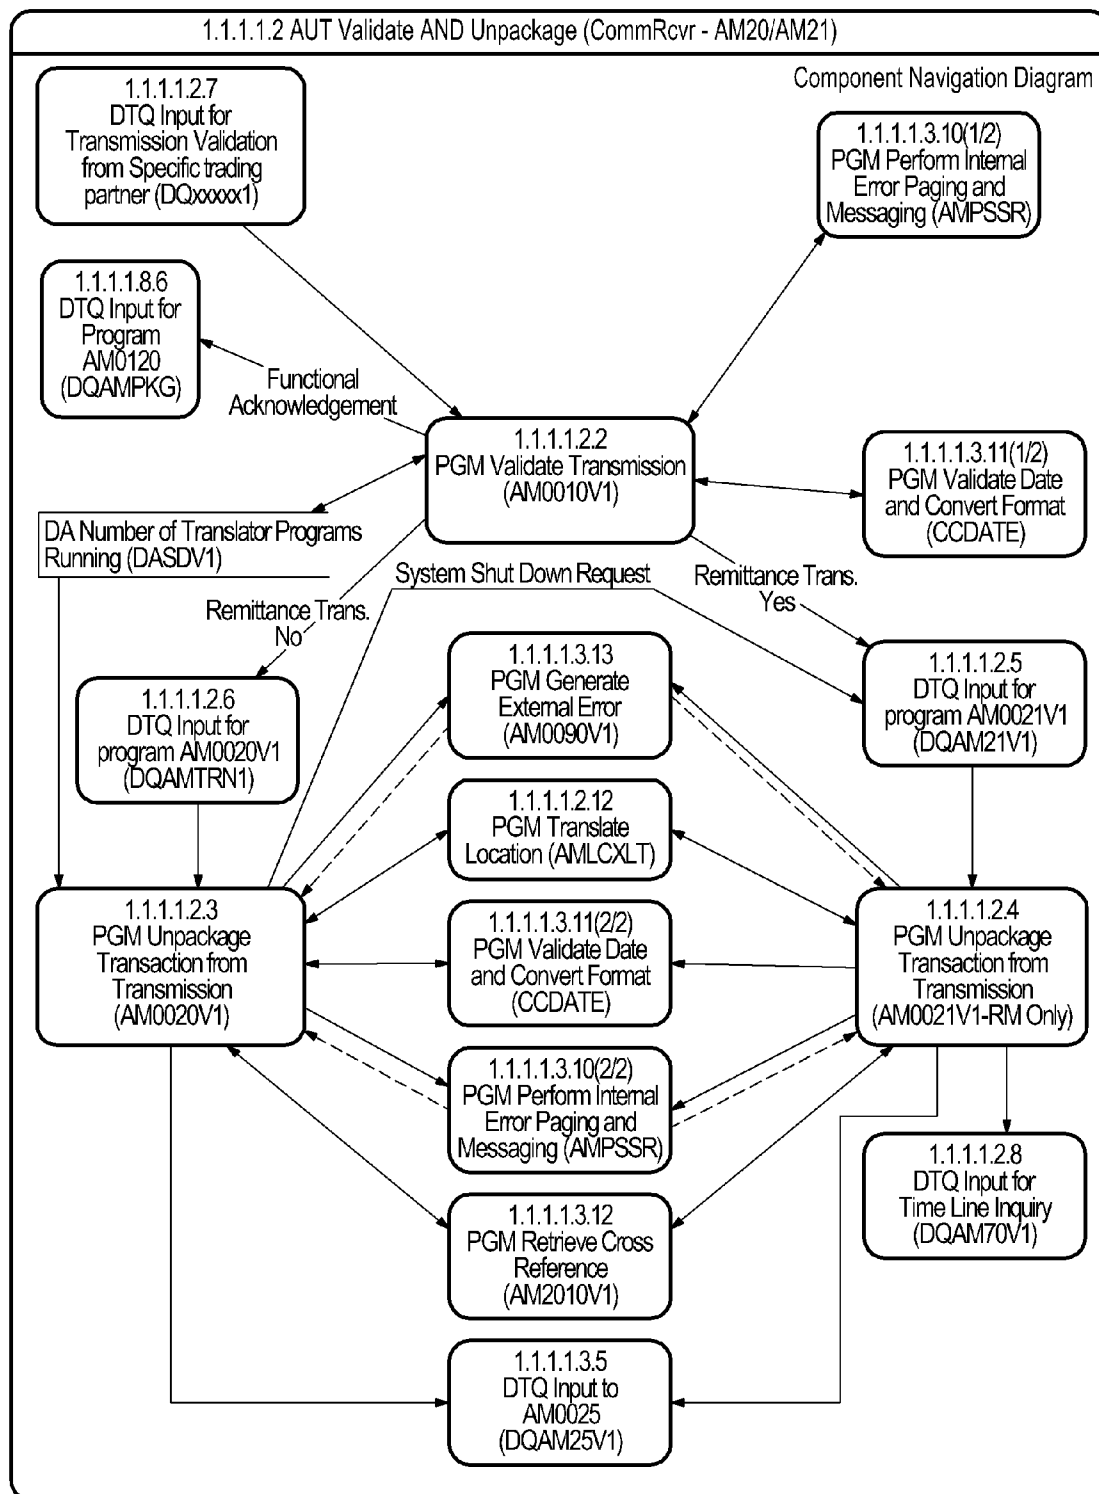 1.1.1.1.2 AUT Validate AND Unpackage (CommRcvr - AM20/AM21)
Component Navigation Diagram
1.1.1.1.2.7
DTQ Input for
Transmission Validation
from Specific trading
partner (DQxxxxx1)
1.1.1.1.3.10(1/2)
PGM Perform Internal
Error Paging and
Messaging (AMPSSR)
1.1.1.1.8.6
DTQ Input for
Program
AM0120
(DQAMPKG)
Functional
Acknowledgement
1.1.1.1.2.2
PGM Validate Transmission
(AM0010V1)
1.1.1.1.3.11(1/2)
PGM Validate Date
and Convert Format
(CCDATE)
DA Number of Translator Programs
Running (DASDV1)
System Shut Down Request
Remittance Trans.
Yes
Remittance Trans.
No
1.1.1.1.3.13
PGM Generate
External Error
(AM0090V1)
1.1.1.1.2.5
DTQ Input for
program AM0021V1
(DQAM21V1)
1.1.1.1.2.6
DTQ Input for
program AM0020V1
(DQAMTRN1)
1.1.1.1.2.12
PGM Translate
Location (AMLCXLT)
1.1.1.1.2.3
PGM Unpackage
Transaction from
Transmission
(AM0020V1)
1.1.1.1.3.11(2/2)
PGM Validate Date
and Convert Format
(CCDATE)
1.1.1.1.2.4
PGM Unpackage
Transaction from
Transmission
(AM0021V1-RM Only)
1.1.1.1.3.10(2/2)
PGM Perform Internal
Error Paging and
Messaging (AMPSSR)
1.1.1.1.2.8
DTQ Input for
Time Line Inquiry
(DQAM70V1)
1.1.1.1.3.12
PGM Retrieve Cross
Reference
(AM2010V1)
1.1.1.1.3.5
DTQ Input to
AM0025
(DQAM25V1)